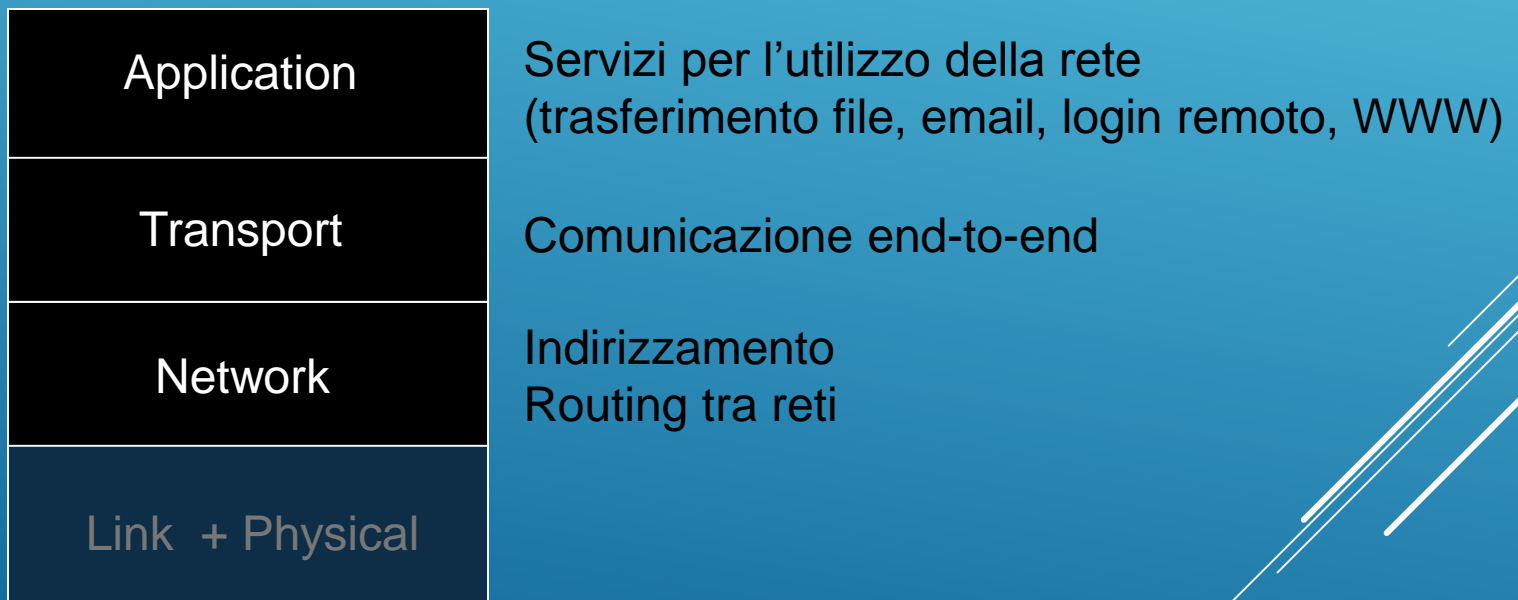 Application
Servizi per l’utilizzo della rete
(trasferimento file, email, login remoto, WWW)
Transport
Comunicazione end-to-end
Network
Indirizzamento
Routing tra reti
Link + Physical